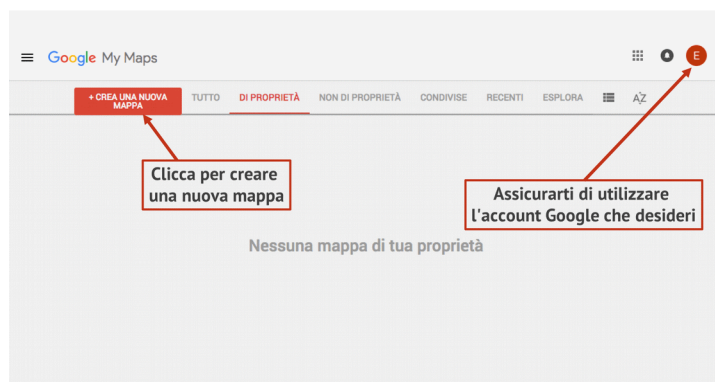 Google My Maps
E
+ CREA UNA NUOVA
MAPPA
TUTTO
DI PROPRIETÀ
NON DI PROPRIETÀ
CONDIVISE
RECENTI
ESPLORA
AZ
Clicca per creare
una nuova mappa
Assicurarti di utilizzare
l'account Google che desideri
Nessuna mappa di tua proprietà